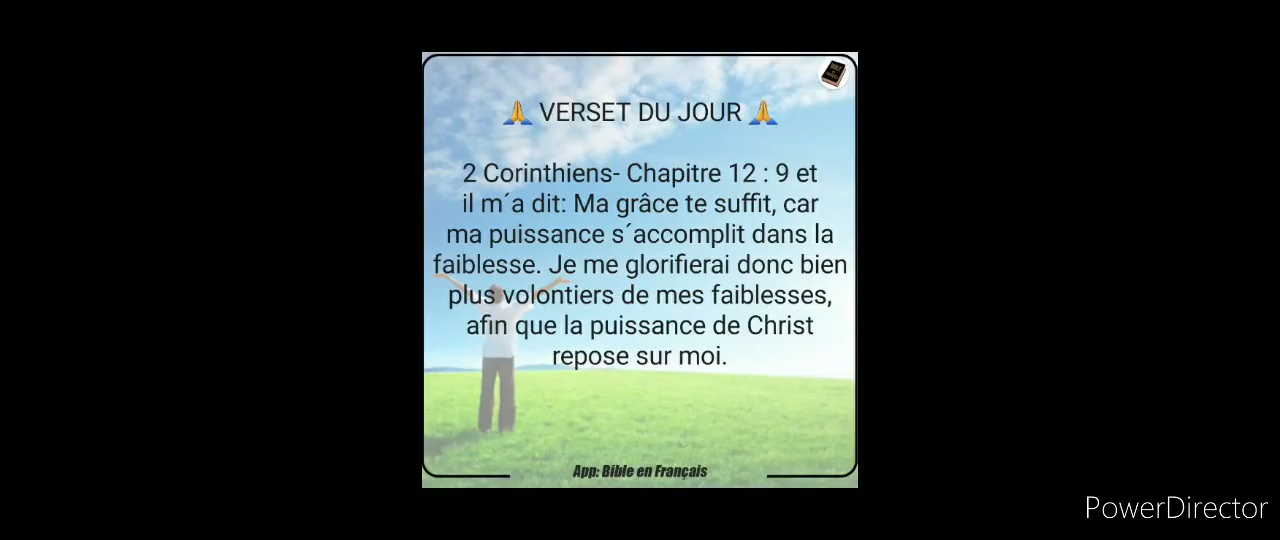 🙏 VERSET DU JOUR 🙏
2 Corinthiens- Chapitre 12 : 9 et
il m´a dit: Ma grâce te suffit, car
ma puissance s´accomplit dans la
faiblesse. Je me glorifierai donc bien
plus volontiers de mes faiblesses,
afin que la puissance de Christ
repose sur moi.
App: Bible en Français
PowerDirector